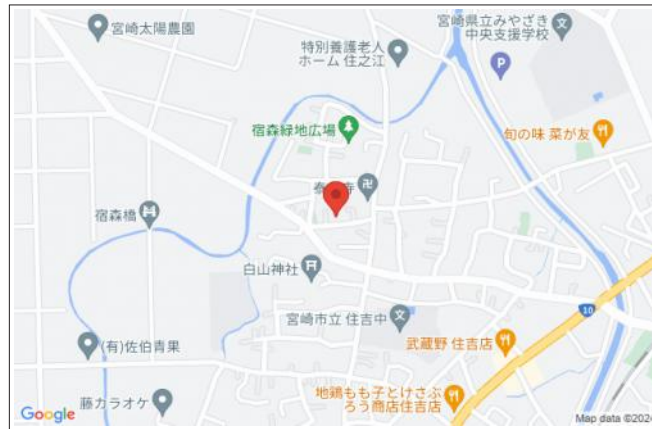 宮崎太陽農園
特別養護老人
ホーム 住之江
宮崎県立みやざき
中央支援学校
P
宿森緑地広場
旬の味 菜が友
寺
宿森橋
白山神社
宮崎市立 住吉中
10
武蔵野 住吉店
(有)佐伯青果
地鶏もも子とけさぶ
ろう商店住吉店
藤カラオケ
Google
Map data ©2024